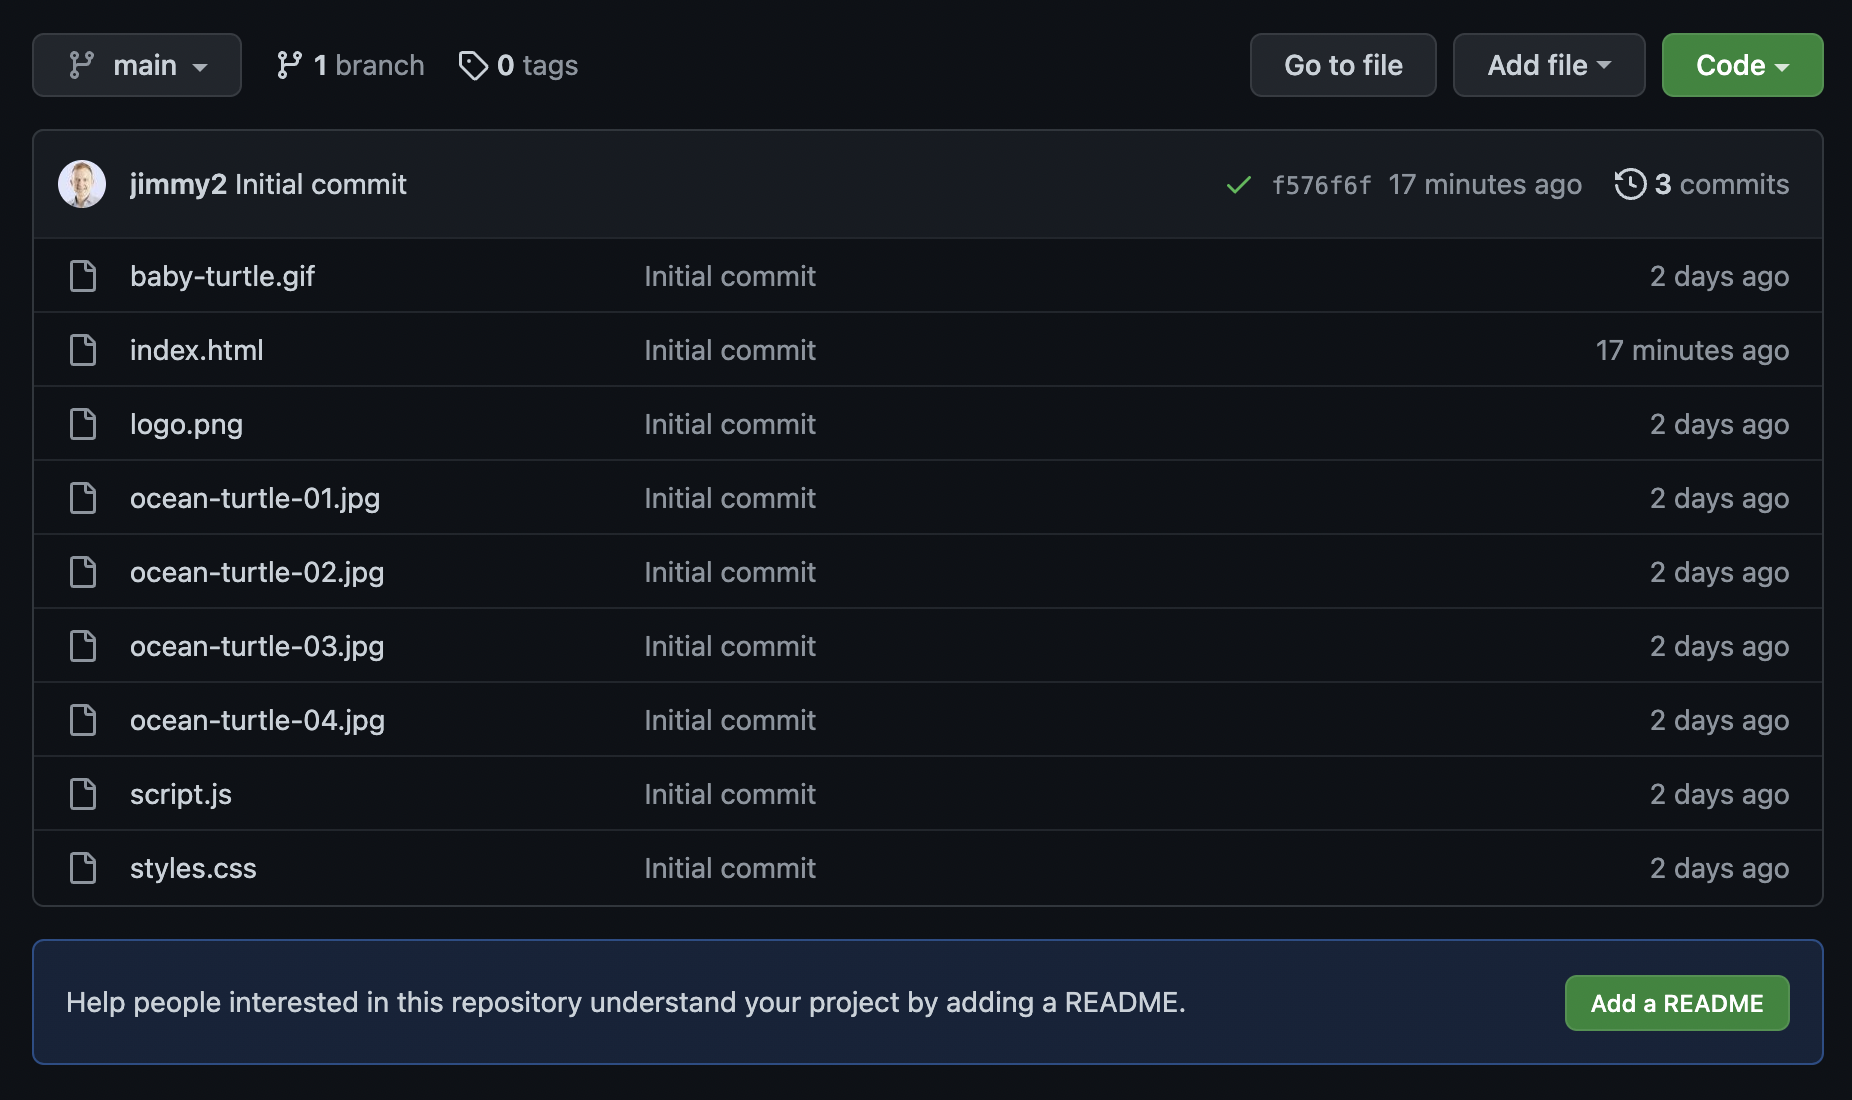 main 1 branch 0 tags Go to file Add file Code
jimmy2 Initial commit f576f6f 17 minutes ago 3 commits
baby-turtle.gif Initial commit 2 days ago
index.html Initial commit 17 minutes ago
logo.png Initial commit 2 days ago
ocean-turtle-01.jpg Initial commit 2 days ago
ocean-turtle-02.jpg Initial commit 2 days ago
ocean-turtle-03.jpg Initial commit 2 days ago
ocean-turtle-04.jpg Initial commit 2 days ago
script.js Initial commit 2 days ago
styles.css Initial commit 2 days ago
Help people interested in this repository understand your project by adding a README. Add a README